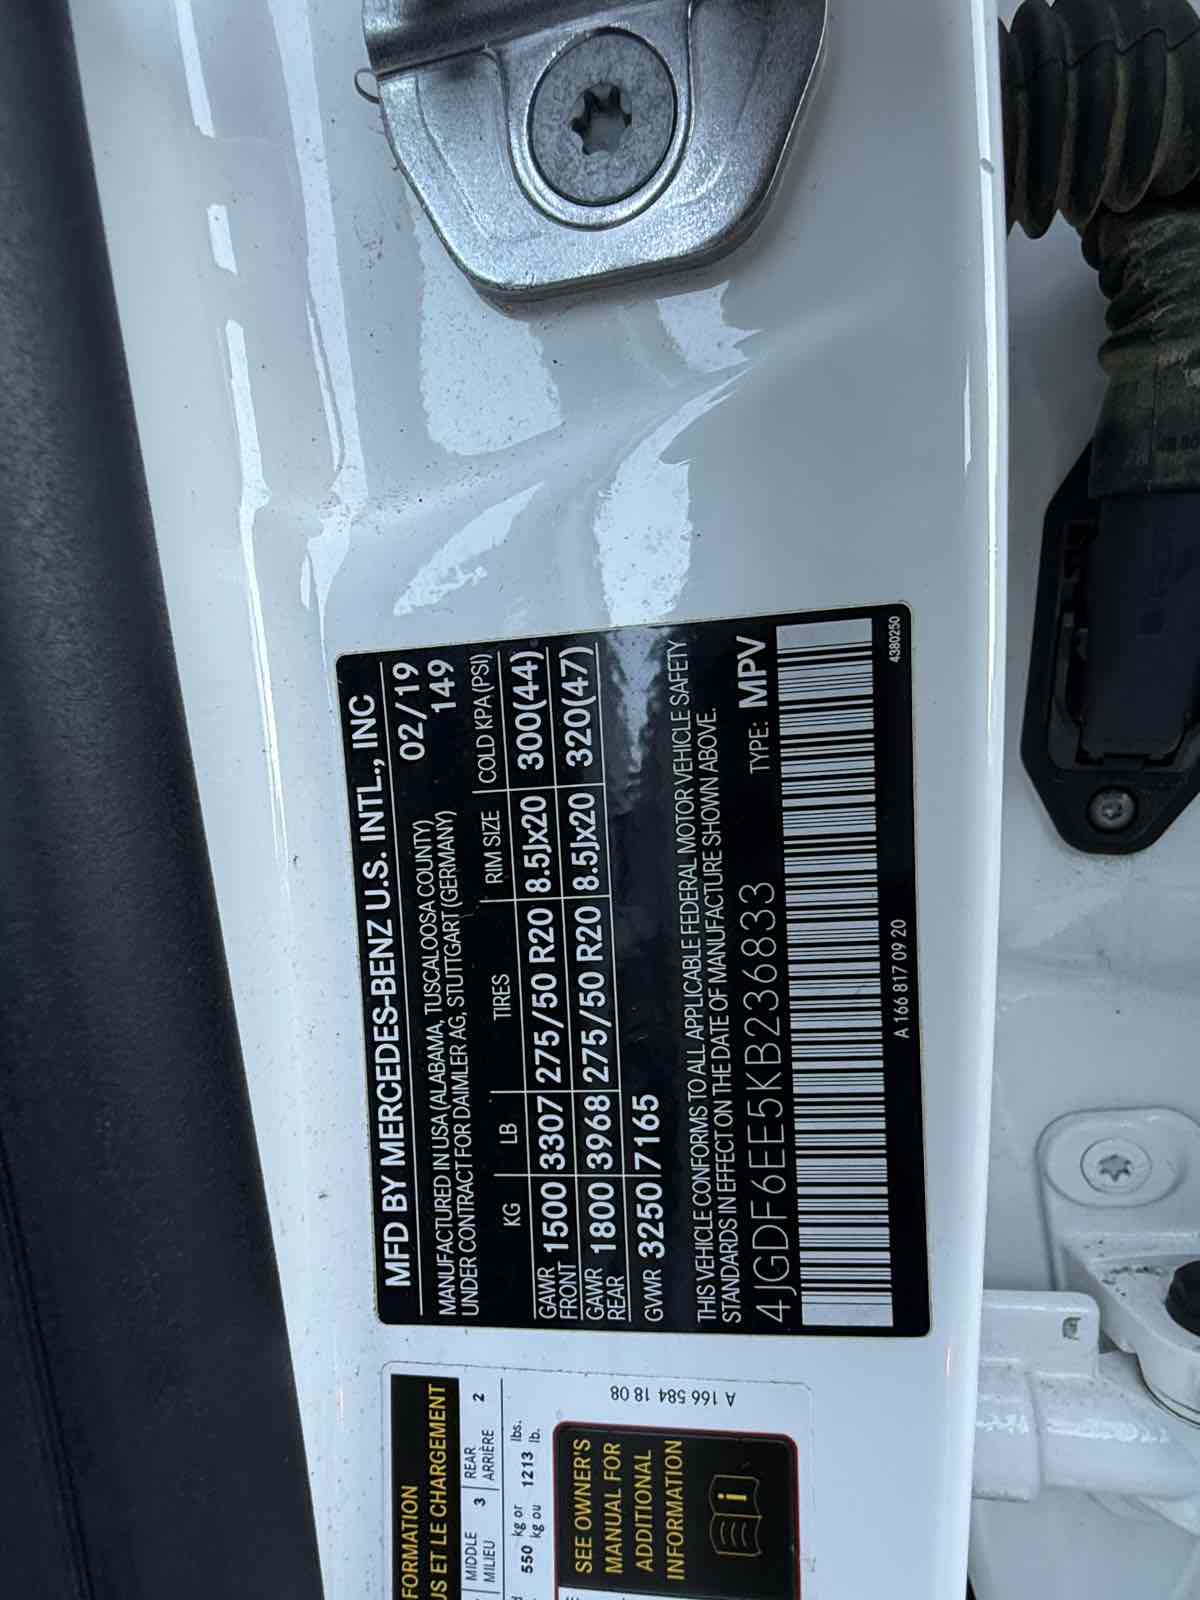 MFD BY MERCEDES-BENZ U.S. INTL., INC
02/19
MANUFACTURED IN USA (ALABAMA, TUSCALOOSA COUNTY) 149
UNDER CONTRACT FOR DAIMLER AG, STUTTGART (GERMANY)
KG LB TIRES RIM SIZE COLD KPA (PSI)
GAWR FRONT 1500 3307 275/50 R20 8.5Jx20 300(44)
GAWR REAR 1800 3968 275/50 R20 8.5Jx20 320(47)
GVWR 3250 7165
THIS VEHICLE CONFORMS TO ALL APPLICABLE FEDERAL MOTOR VEHICLE SAFETY
STANDARDS IN EFFECT ON THE DATE OF MANUFACTURE SHOWN ABOVE.
4JGDF6EE5KB236833 TYPE: MPV
A 166 817 09 20 4380250
FORMATION
US ET LE CHARGEMENT
MIDDLE MILIEU 3 REAR ARRIÈRE 2
550 kg or 1213 lbs.
kg ou lb.
SEE OWNER'S
MANUAL FOR
ADDITIONAL
INFORMATION
A 166 584 18 08